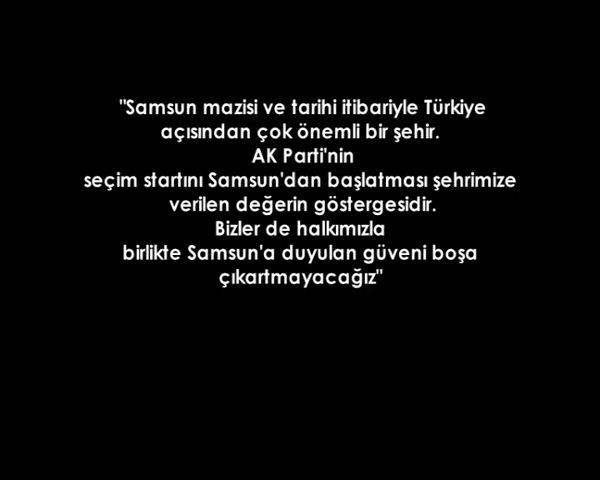 "Samsun mazisi ve tarihi itibariyle Türkiye
açısından çok önemli bir şehir.
AK Parti'nin
seçim startını Samsun'dan başlatması şehrimize
verilen değerin göstergesidir.
Bizler de halkımızla
birlikte Samsun'a duyulan güveni boşa
çıkartmayacağız"